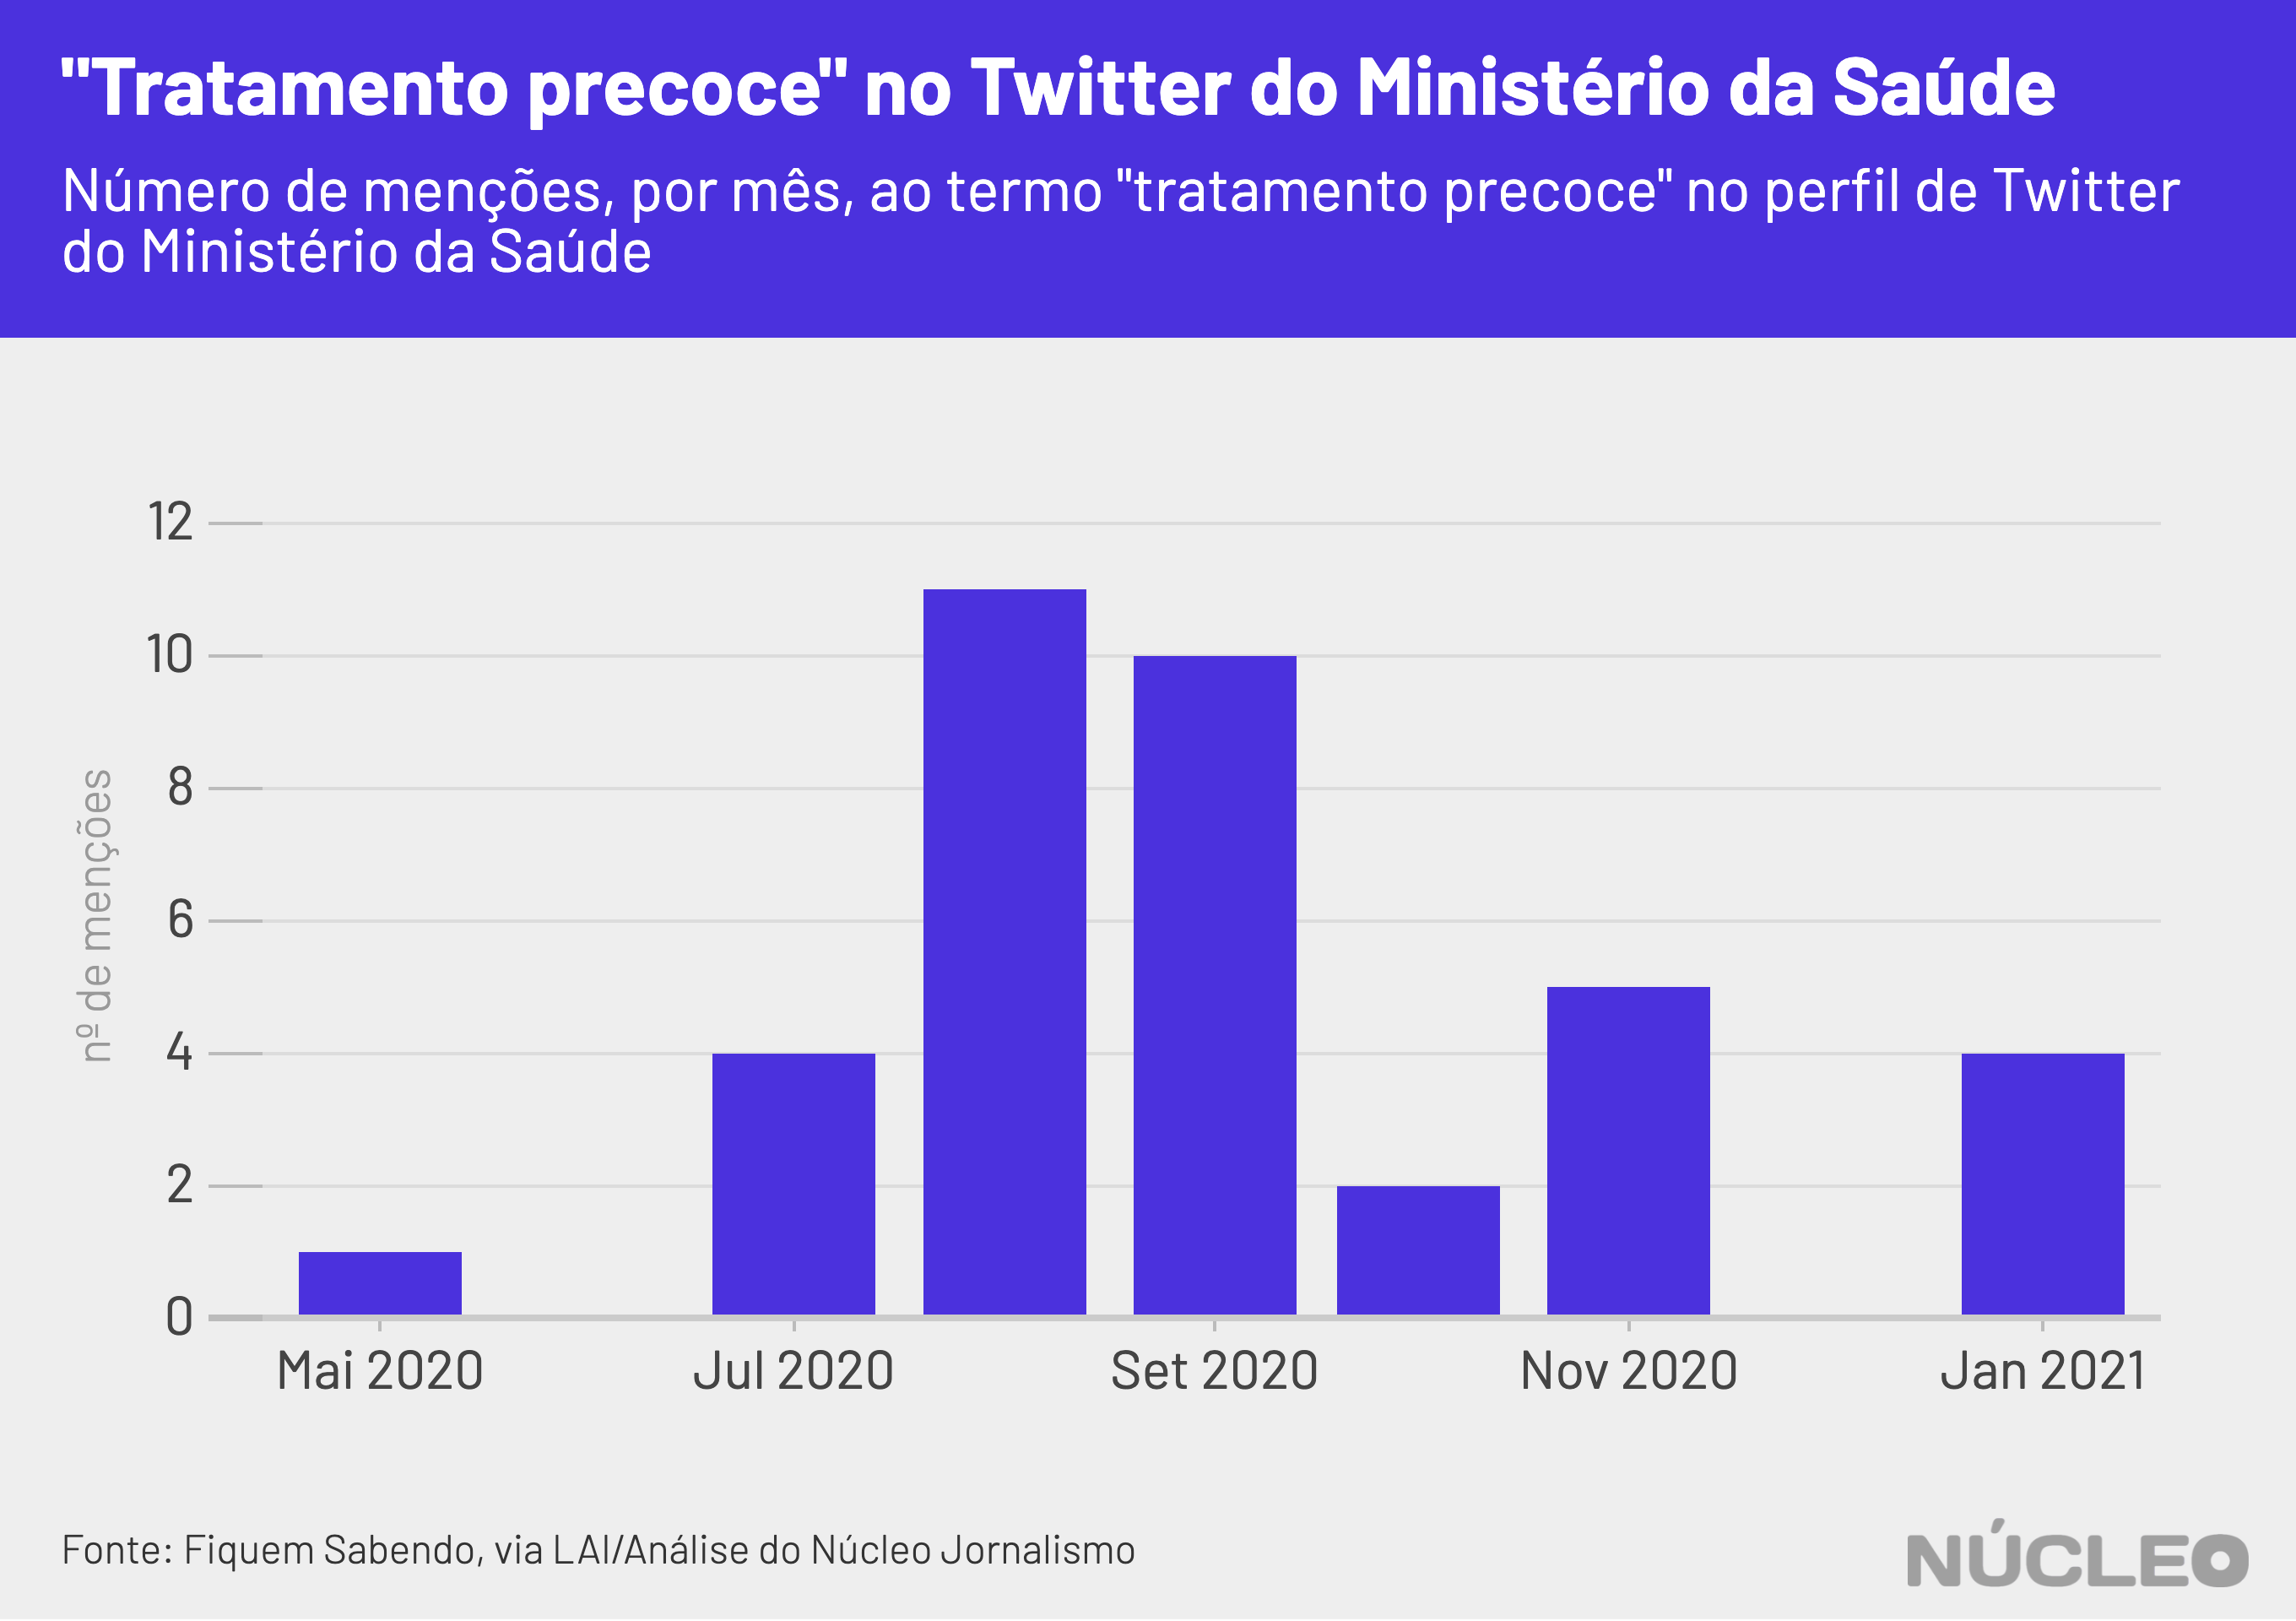 "Tratamento precoce" no Twitter do Ministério da Saúde
Número de menções, por mês, ao termo "tratamento precoce" no perfil de Twitter
do Ministério da Saúde
12
10
8
6
4
2
0
nº de menções
Mai 2020
Jul 2020
Set 2020
Nov 2020
Jan 2021
Fonte: Fiquem Sabendo, via LAI/Análise do Núcleo Jornalismo
NÚCLEO